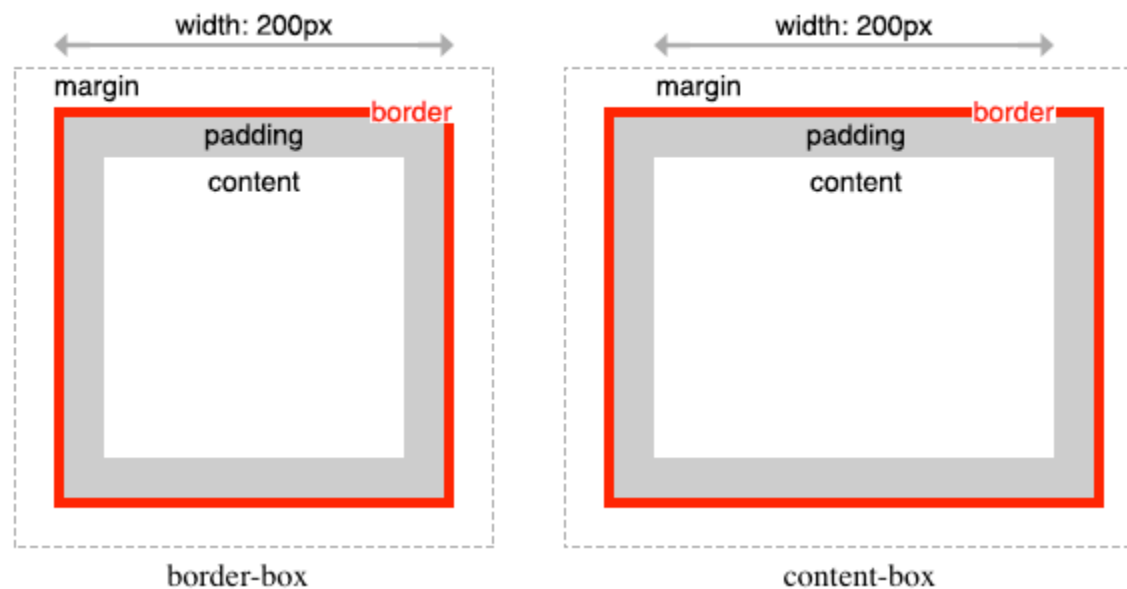 width: 200px
margin
border
padding
content
border-box
width: 200px
margin
border
padding
content
content-box